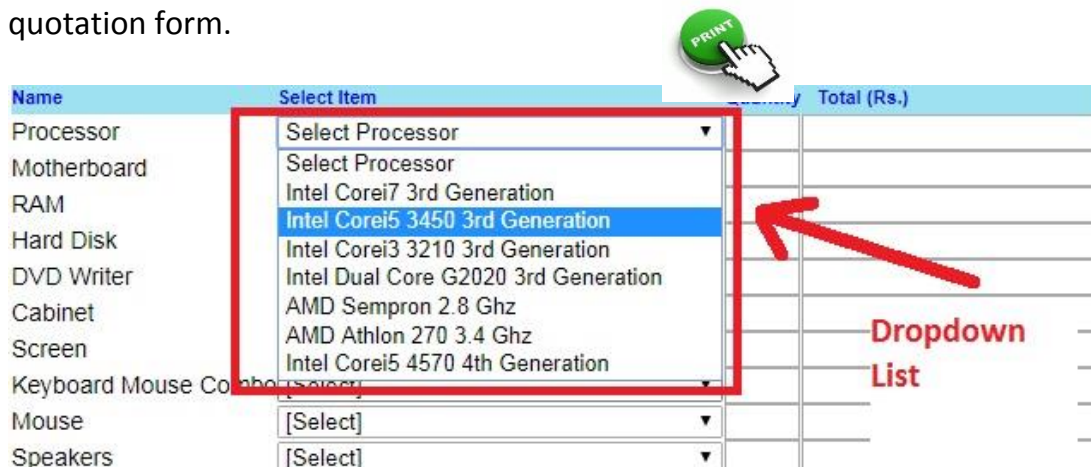 quotation form.
PRINT
Name Select Item Quantity Total (Rs.)
Processor Select Processor
Motherboard Select Processor
RAM Intel Corei7 3rd Generation
Intel Corei5 3450 3rd Generation
Hard Disk Intel Corei3 3210 3rd Generation
DVD Writer Intel Dual Core G2020 3rd Generation
Cabinet AMD Sempron 2.8 Ghz
AMD Athlon 270 3.4 Ghz
Screen Intel Corei5 4570 4th Generation
Dropdown
List
Keyboard Mouse Combo [Select]
Mouse [Select]
Speakers [Select]